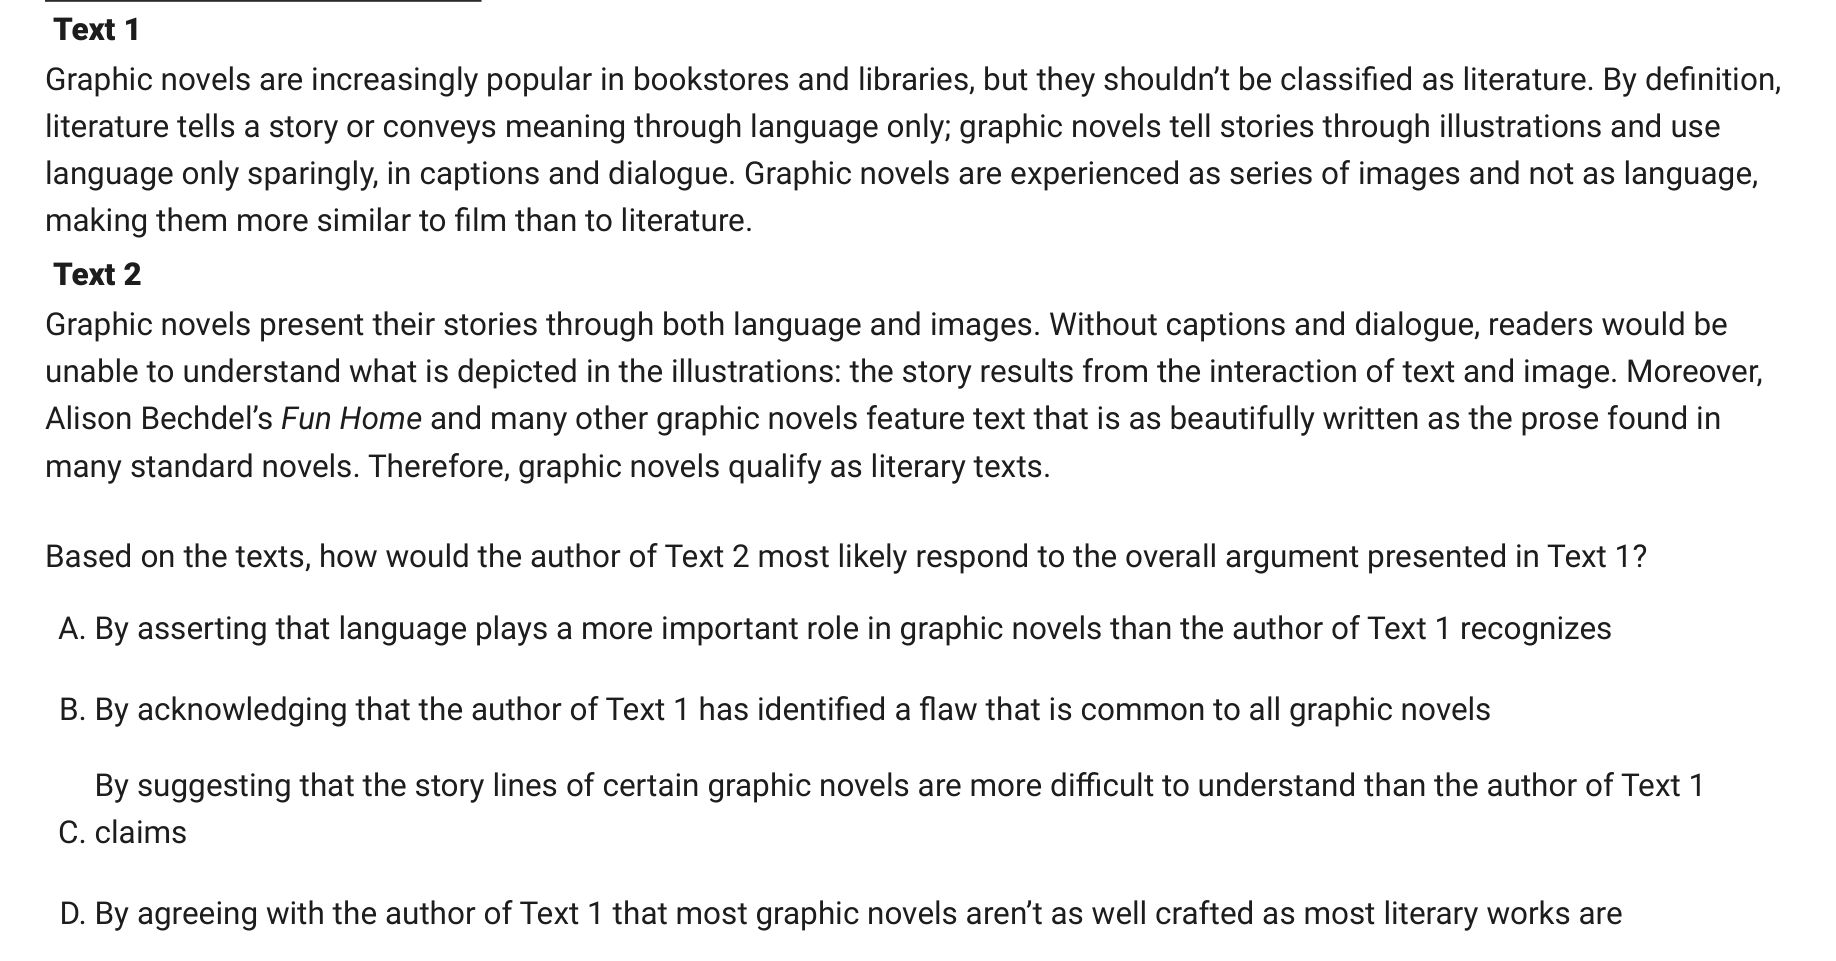 Text 1
Graphic novels are increasingly popular in bookstores and libraries, but they shouldn’t be classified as literature. By definition,
literature tells a story or conveys meaning through language only; graphic novels tell stories through illustrations and use
language only sparingly, in captions and dialogue. Graphic novels are experienced as series of images and not as language,
making them more similar to film than to literature.
Text 2
Graphic novels present their stories through both language and images. Without captions and dialogue, readers would be
unable to understand what is depicted in the illustrations: the story results from the interaction of text and image. Moreover,
Alison Bechdel’s Fun Home and many other graphic novels feature text that is as beautifully written as the prose found in
many standard novels. Therefore, graphic novels qualify as literary texts.
Based on the texts, how would the author of Text 2 most likely respond to the overall argument presented in Text 1?
A. By asserting that language plays a more important role in graphic novels than the author of Text 1 recognizes
B. By acknowledging that the author of Text 1 has identified a flaw that is common to all graphic novels
By suggesting that the story lines of certain graphic novels are more difficult to understand than the author of Text 1
C. claims
D. By agreeing with the author of Text 1 that most graphic novels aren’t as well crafted as most literary works are